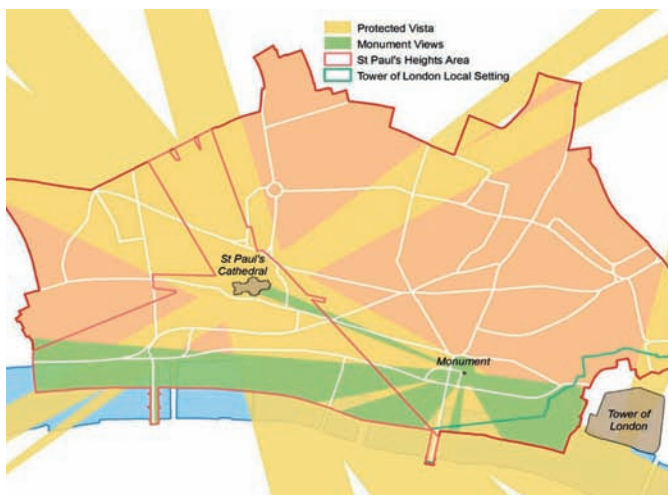 Protected Vista
Monument Views
St Paul's Heights Area
Tower of London Local Setting
St Paul's
Cathedral
Monument
Tower of
London